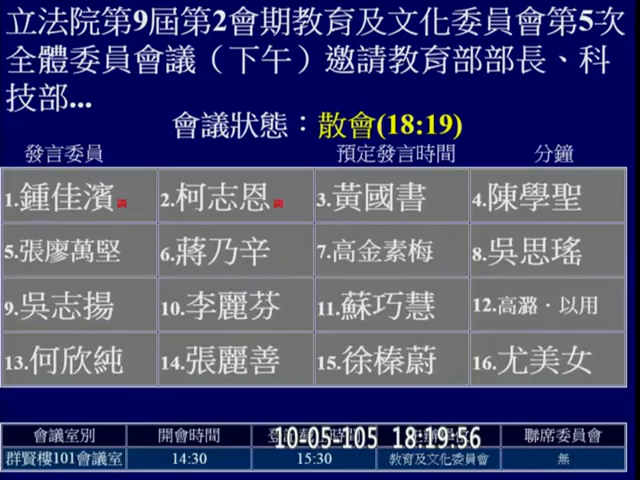 立法院第9屆第2會期教育及文化委員會第5次
全體委員會議（下午）邀請教育部部長、科
技部...
會議狀態：散會(18:19)
發言委員 預定發言時間 分鐘
1.鍾佳濱 2.柯志恩 3.黃國書 4.陳學聖
5.張廖萬堅 6.蔣乃辛 7.高金素梅 8.吳思瑤
9.吳志揚 10.李麗芬 11.蘇巧慧 12.高潞．以用
13.何欣純 14.張麗善 15.徐榛蔚 16.尤美女
會議室別 開會時間 聯席委員會
10-05-105 18:19:56
群賢樓101會議室 14:30 15:30 教育及文化委員會 無